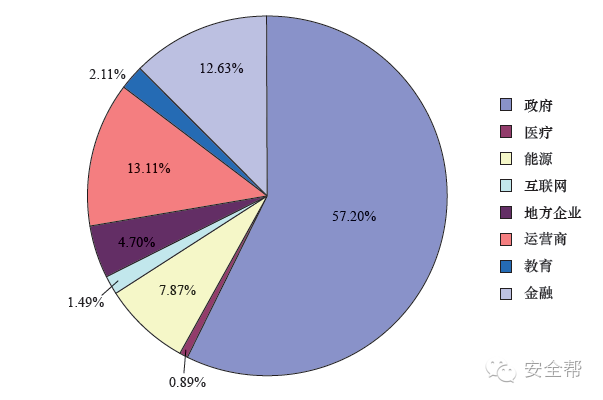 12.63%
2.11%
13.11%
57.20%
4.70%
7.87%
1.49%
0.89%
政府
医疗
能源
互联网
地方企业
运营商
教育
金融
安全帮